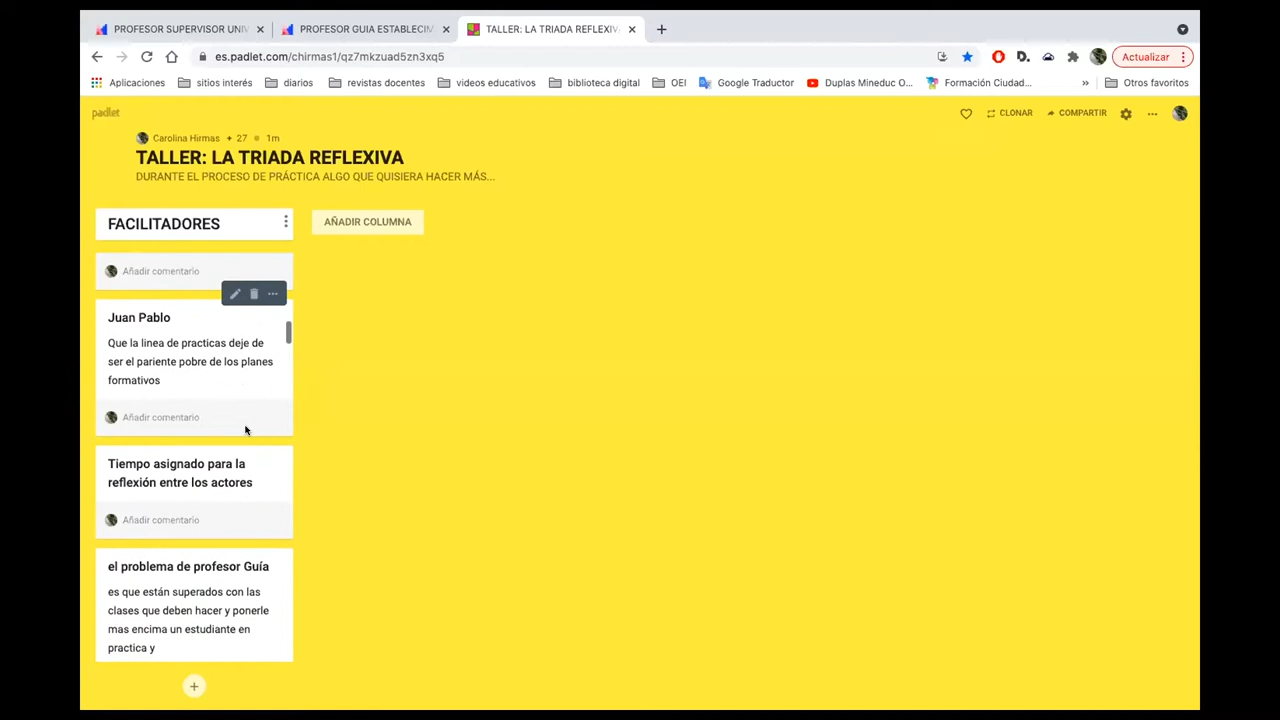 PROFESOR SUPERVISOR UNIV
PROFESOR GUIA ESTABLECIM
TALLER: LA TRIADA REFLEXIV
es.padlet.com/chirmas1/qz7mkzuad5zn3xq5
Actualizar
Aplicaciones
sitios interés
diarios
revistas docentes
videos educativos
biblioteca digital
OEI
Google Traductor
Duplas Mineduc O...
Formación Ciudad...
»
Otros favoritos
padlet
CLONAR
COMPARTIR
Carolina Hirmas + 27 1m
TALLER: LA TRIADA REFLEXIVA
DURANTE EL PROCESO DE PRÁCTICA ALGO QUE QUISIERA HACER MÁS...
FACILITADORES
AÑADIR COLUMNA
Añadir comentario
Juan Pablo
Que la linea de practicas deje de
ser el pariente pobre de los planes
formativos
Añadir comentario
Tiempo asignado para la
reflexión entre los actores
Añadir comentario
el problema de profesor Guía
es que están superados con las
clases que deben hacer y ponerle
mas encima un estudiante en
practica y